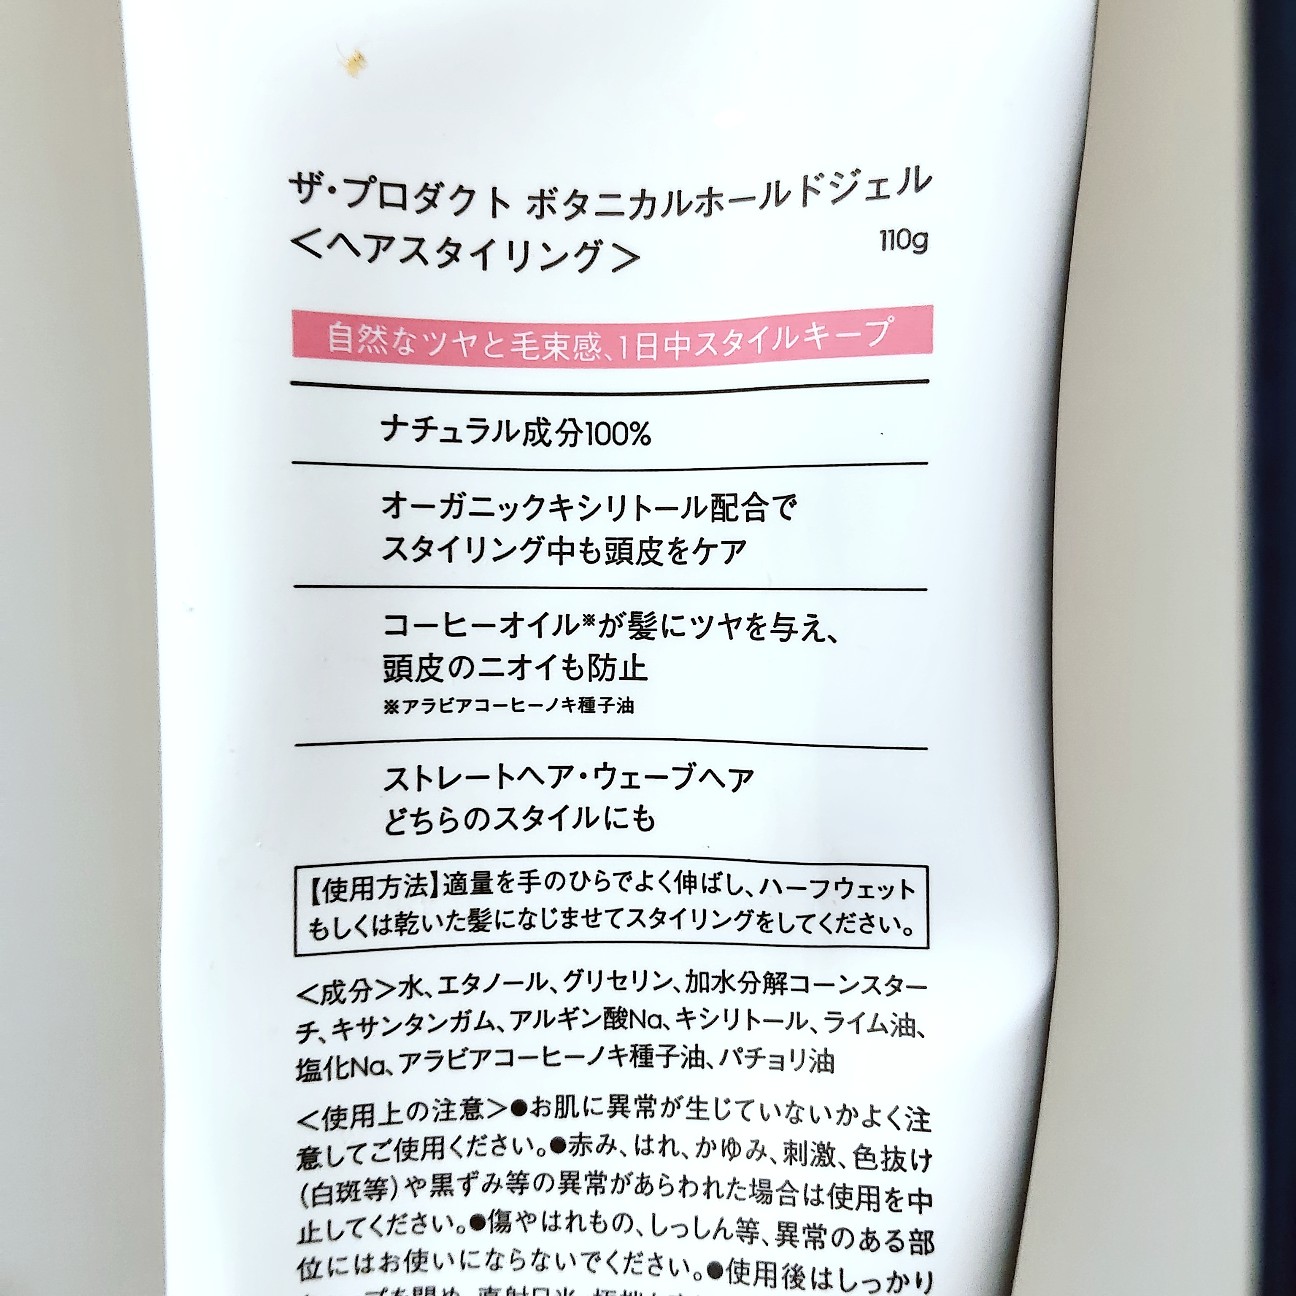 ザ・プロダクト ボタニカルホールドジェル
＜ヘアスタイリング＞ 110g
自然なツヤと毛束感、1日中スタイルキープ
ナチュラル成分100%
オーガニックキシリトール配合で
スタイリング中も頭皮をケア
コーヒーオイル※が髪にツヤを与え、
頭皮のニオイも防止
※アラビアコーヒーノキ種子油
ストレートヘア・ウェーブヘア
どちらのスタイルにも
【使用方法】適量を手のひらでよく伸ばし、ハーフウェット
もしくは乾いた髪になじませてスタイリングをしてください。
＜成分＞水、エタノール、グリセリン、加水分解コーンスター
チ、キサンタンガム、アルギン酸Na、キシリトール、ライム油、
塩化Na、アラビアコーヒーノキ種子油、パチョリ油
＜使用上の注意＞●お肌に異常が生じていないかよく注
意してご使用ください。●赤み、はれ、かゆみ、刺激、色抜け
(白斑等)や黒ずみ等の異常があらわれた場合は使用を中
止してください。●傷やはれもの、しっしん等、異常のある部
位にはお使いにならないでください。●使用後はしっかり